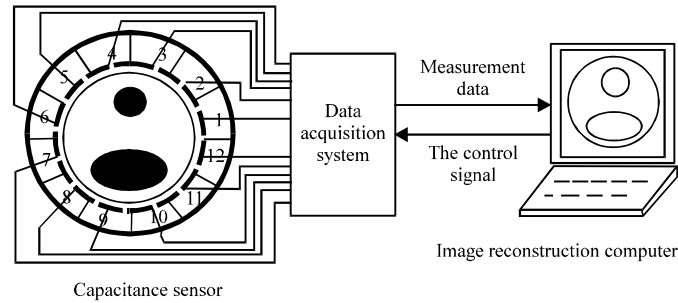 4
3
5
2
6
1
7
12
8
11
9
10
Data
acquisition
system
Measurement
data
The control
signal
Image reconstruction computer
Capacitance sensor